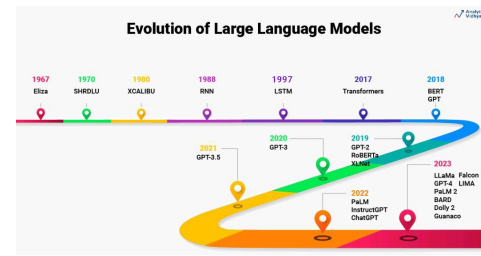 Analytics
Vidhya
Evolution of Large Language Models
1967
Eliza
1970
SHRDLU
1980
XCALIBU
1988
RNN
1997
LSTM
2017
Transformers
2018
BERT
GPT
2019
GPT-2
RoBERTa
XLNet
2020
GPT-3
2021
GPT-3.5
2022
PaLM
InstructGPT
ChatGPT
2023
LLaMa Falcon
GPT-4 LIMA
PaLM 2
BARD
Dolly 2
Guanaco